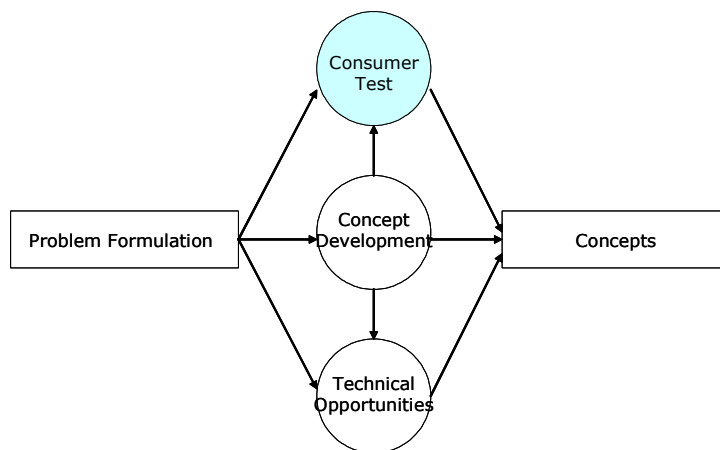 Consumer
Test
Problem Formulation
Concept
Development
Concepts
Technical
Opportunities